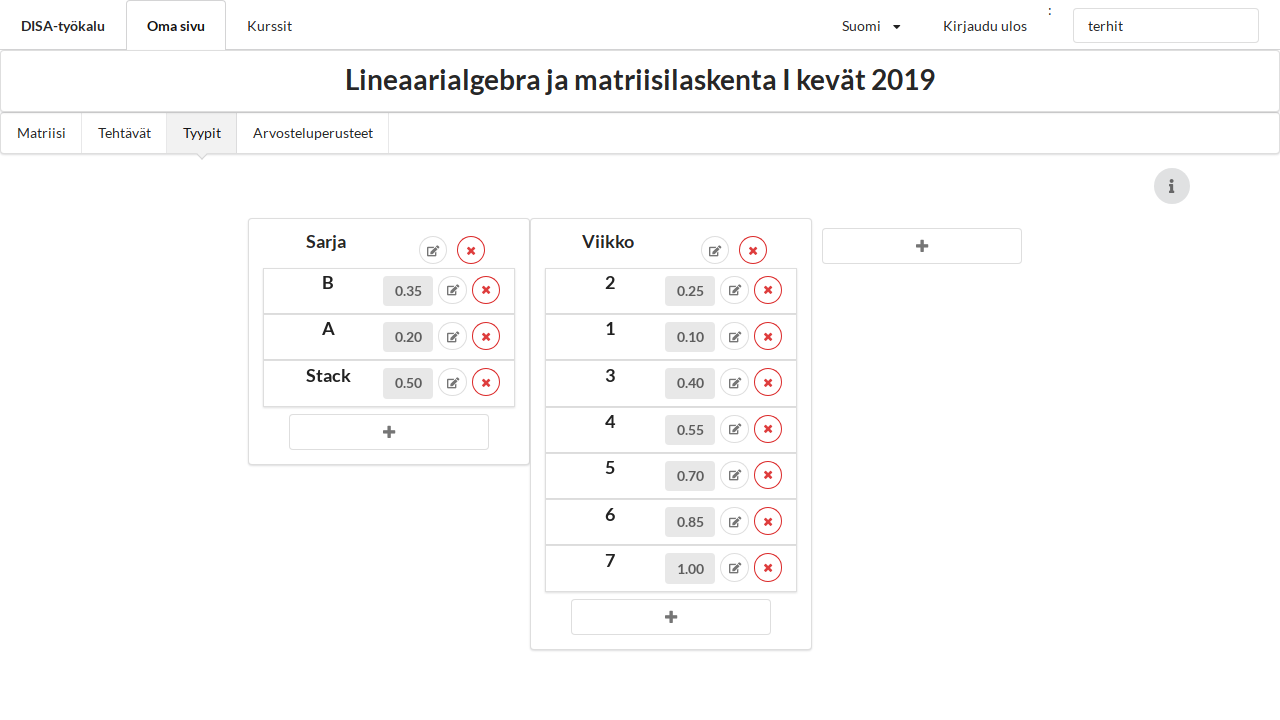 DISA-työkalu Oma sivu Kurssit Suomi Kirjaudu ulos : terhit
Lineaarialgebra ja matriisilaskenta I kevät 2019
Matriisi Tehtävät Tyypit Arvosteluperusteet
Sarja
B 0.35
A 0.20
Stack 0.50
Viikko
2 0.25
1 0.10
3 0.40
4 0.55
5 0.70
6 0.85
7 1.00